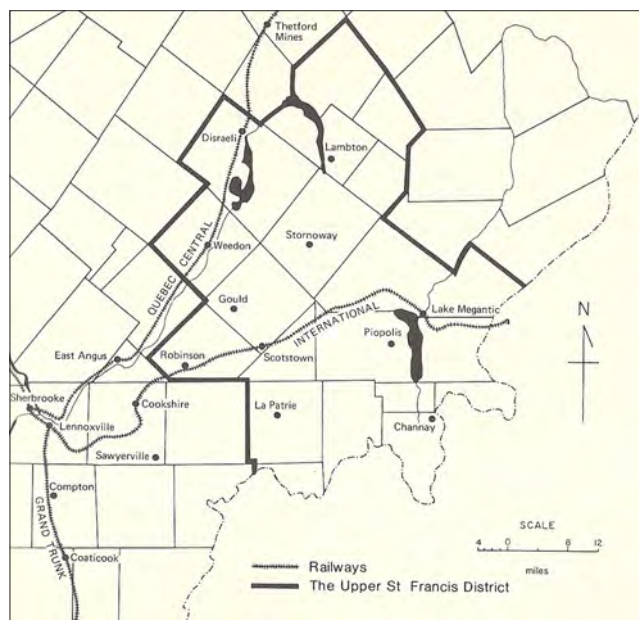 Thetford
Mines
Disraeli
Lambton
QUEBEC CENTRAL
Weedon
Stornoway
Gould
INTERNATIONAL
Lake Megantic
Piopolis
East Angus
Robinson
Scotstown
N
Sherbrooke
Lennoxville
Cookshire
La Patrie
Channay
Sawyerville
Compton
GRAND TRUNK
Coaticook
SCALE
4 0 6 12
miles
Railways
The Upper St Francis District